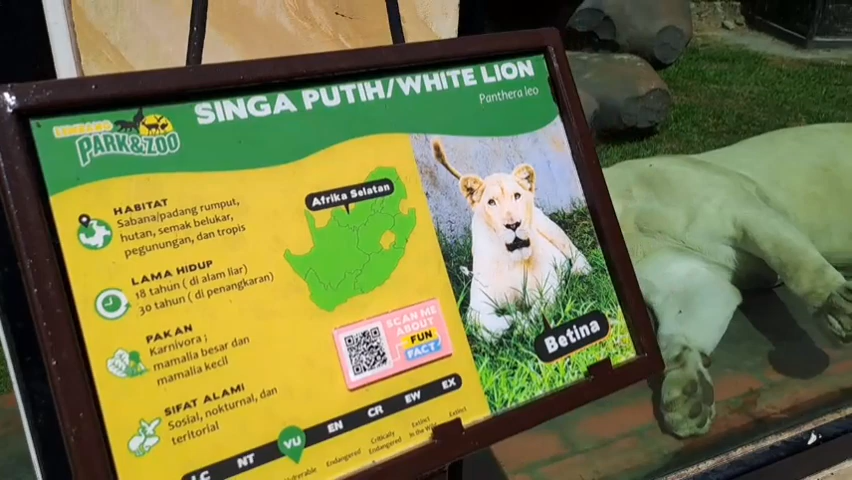 SINGA PUTIH/WHITE LION
Panthera leo
LEMBANG
PARK&ZOO
HABITAT
Sabana/padang rumput,
hutan, semak belukar,
pegunungan, dan tropis
LAMA HIDUP
18 tahun ( di alam liar)
30 tahun ( di penangkaran)
PAKAN
Karnivora ;
mamalia besar dan
mamalia kecil
SIFAT ALAMI
Sosial, nokturnal, dan
teritorial
Afrika Selatan
SCAN ME
ABOUT
FUN
FACT
Betina
LC NT VU EN CR EW EX
Endangered
Critically
Endangered
Extinct
In the Wild
Extinct